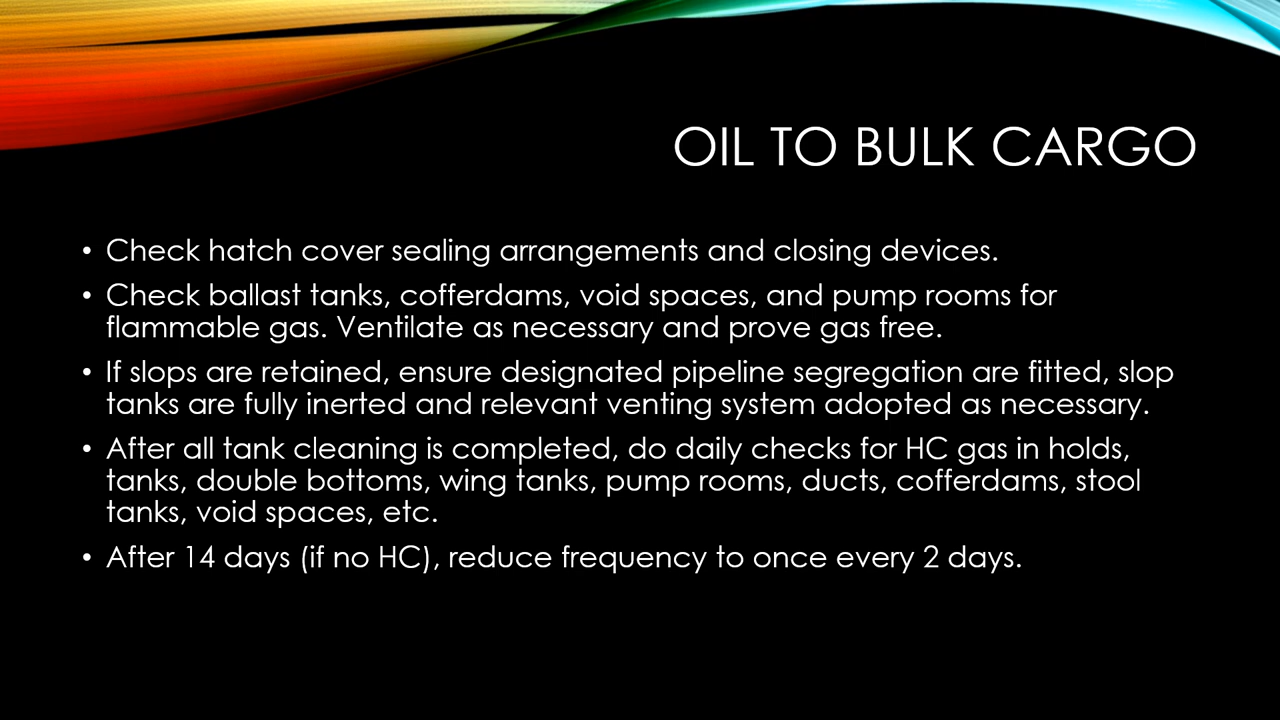 OIL TO BULK CARGO
• Check hatch cover sealing arrangements and closing devices.
• Check ballast tanks, cofferdams, void spaces, and pump rooms for
flammable gas. Ventilate as necessary and prove gas free.
• If slops are retained, ensure designated pipeline segregation are fitted, slop
tanks are fully inerted and relevant venting system adopted as necessary.
• After all tank cleaning is completed, do daily checks for HC gas in holds,
tanks, double bottoms, wing tanks, pump rooms, ducts, cofferdams, stool
tanks, void spaces, etc.
• After 14 days (if no HC), reduce frequency to once every 2 days.